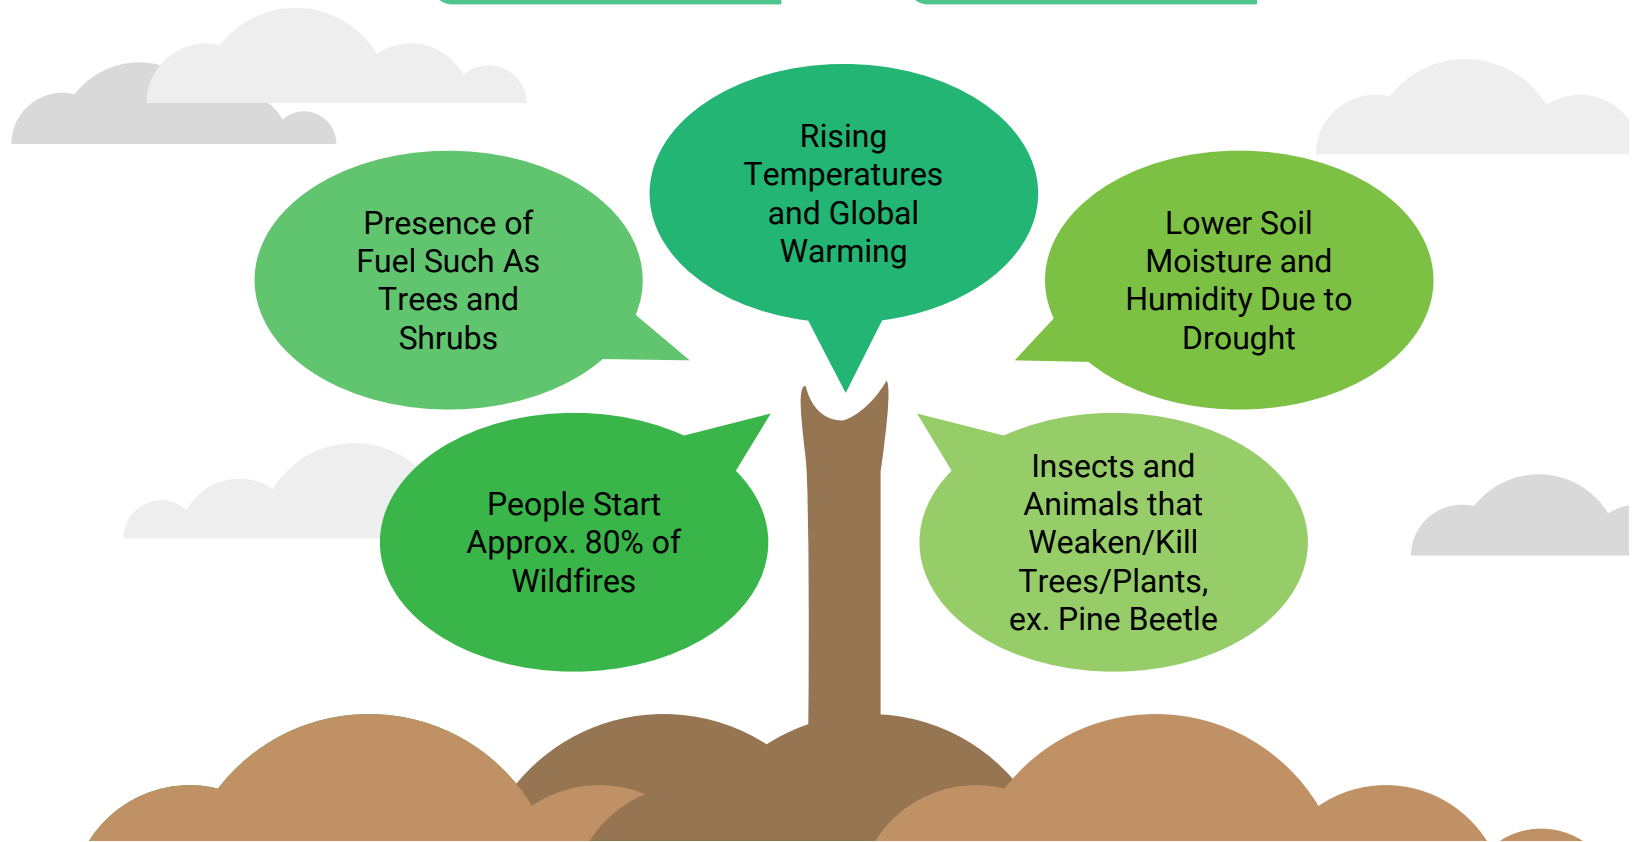 Rising
Temperatures
and Global
Warming
Presence of
Fuel Such As
Trees and
Shrubs
Lower Soil
Moisture and
Humidity Due to
Drought
People Start
Approx. 80% of
Wildfires
Insects and
Animals that
Weaken/Kill
Trees/Plants,
ex. Pine Beetle